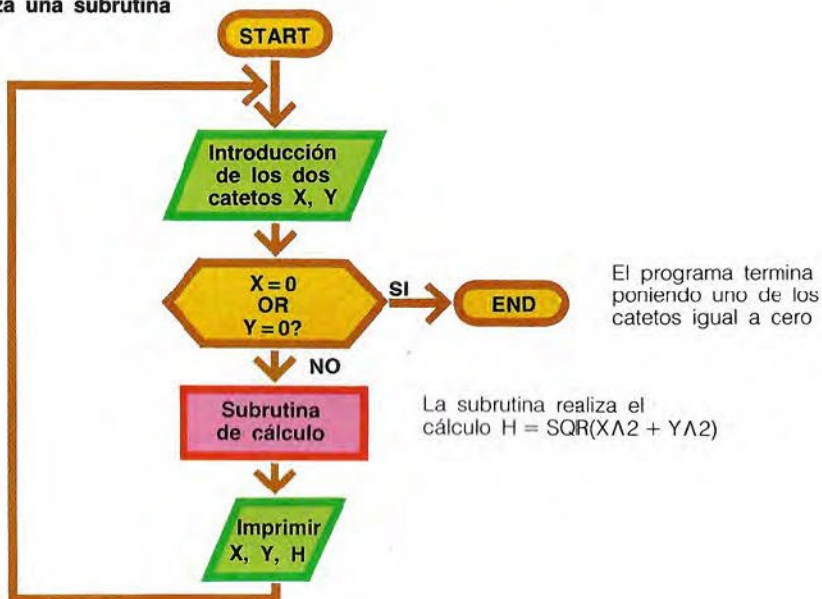 za una subrutina
START
Introducción
de los dos
catetos X, Y
X=0
OR
Y=0?
SI
END
El programa termina
poniendo uno de los
catetos igual a cero
NO
Subrutina
de cálculo
La subrutina realiza el
cálculo H = SQR(X∧2 + Y∧2)
Imprimir
X, Y, H